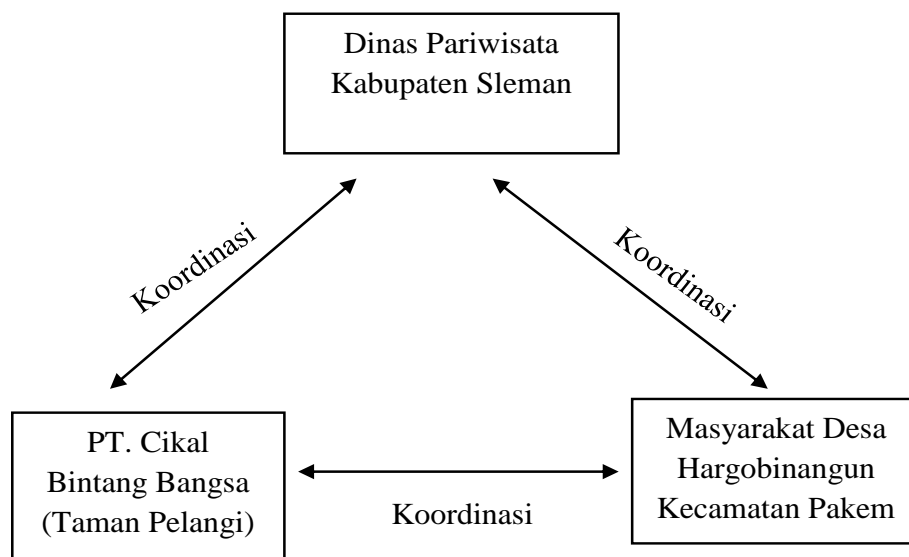 Dinas Pariwisata
Kabupaten Sleman
Koordinasi
Koordinasi
PT. Cikal
Bintang Bangsa
(Taman Pelangi)
Koordinasi
Masyarakat Desa
Hargobinangun
Kecamatan Pakem